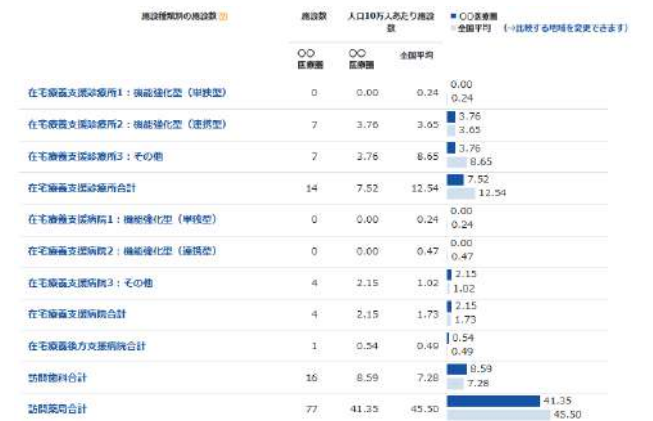 施設種類別の施設数
施設数
人口10万人あたり施設数
○○医療圏
全国平均
(→比較する地域を変更できます)
○○医療圏
○○医療圏
全国平均
在宅療養支援診療所1：機能強化型（単独型） 0 0.00 0.24 0.00 0.24
在宅療養支援診療所2：機能強化型（連携型） 7 3.76 3.65 3.76 3.65
在宅療養支援診療所3：その他 7 3.76 8.65 3.76 8.65
在宅療養支援診療所合計 14 7.52 12.54 7.52 12.54
在宅療養支援病院1：機能強化型（単独型） 0 0.00 0.24 0.00 0.24
在宅療養支援病院2：機能強化型（連携型） 0 0.00 0.47 0.00 0.47
在宅療養支援病院3：その他 4 2.15 1.02 2.15 1.02
在宅療養支援病院合計 4 2.15 1.73 2.15 1.73
在宅療養後方支援病院合計 1 0.54 0.49 0.54 0.49
訪問歯科合計 16 8.59 7.28 8.59 7.28
訪問薬局合計 77 41.35 45.50 41.35 45.50